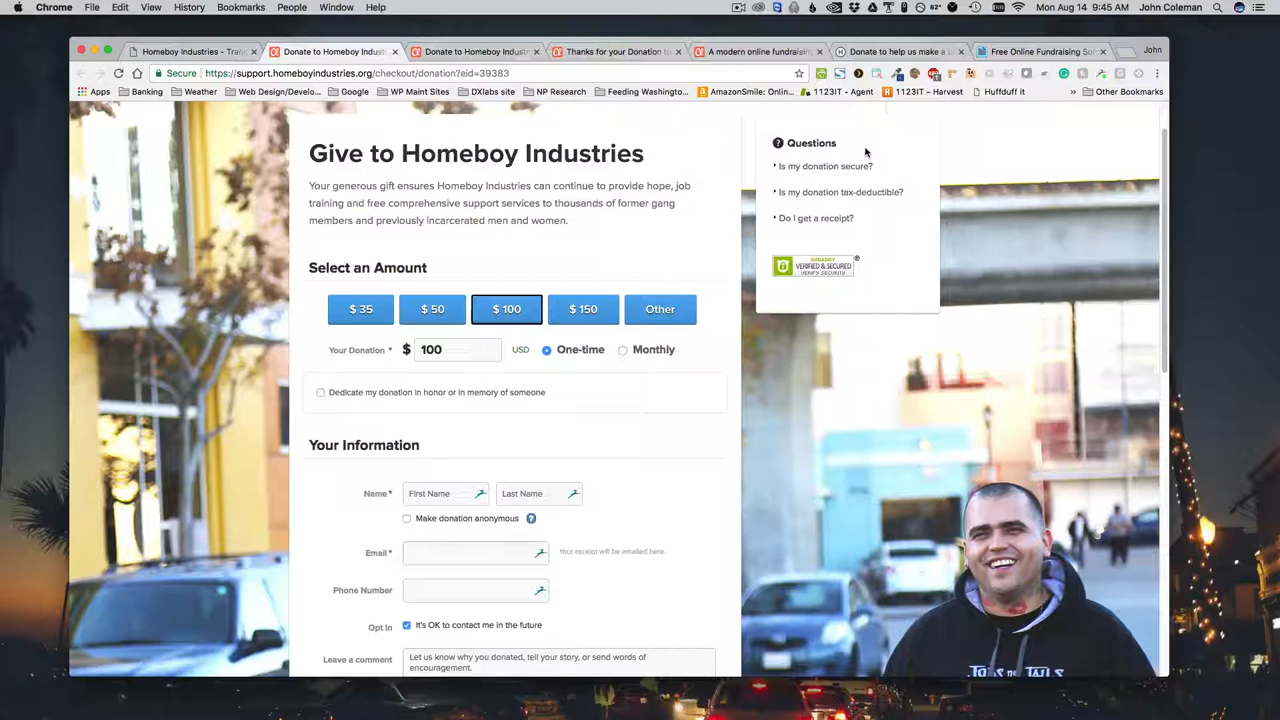 Chrome File Edit View History Bookmarks People Window Help
82° Mon Aug 14 9:45 AM John Coleman
Homeboy Industries - Tran
Donate to Homeboy Indust
Donate to Homeboy Industr
Thanks for your Donation to
A modern online fundraising
Donate to help us make a b
Free Online Fundraising So
John
Secure https://support.homeboyindustries.org/checkout/donation?eid=39383
Apps Banking Weather Web Design/Develo... Google WP Maint Sites DXlabs site NP Research Feeding Washingto... AmazonSmile: Onlin... 1123IT - Agent 1123IT – Harvest Huffduff it » Other Bookmarks
Give to Homeboy Industries
Your generous gift ensures Homeboy Industries can continue to provide hope, job
training and free comprehensive support services to thousands of former gang
members and previously incarcerated men and women.
Select an Amount
$ 35 $ 50 $ 100 $ 150 Other
Your Donation * $ 100 USD One-time Monthly
Dedicate my donation in honor or in memory of someone
Your Information
Name * First Name Last Name
Make donation anonymous ?
Email * Your receipt will be emailed here.
Phone Number
Opt In It's OK to contact me in the future
Leave a comment Let us know why you donated, tell your story, or send words of
encouragement.
? Questions
Is my donation secure?
Is my donation tax-deductible?
Do I get a receipt?
GODADDY
VERIFIED & SECURED
VERIFY SECURITY
®
JOBS not JAILS